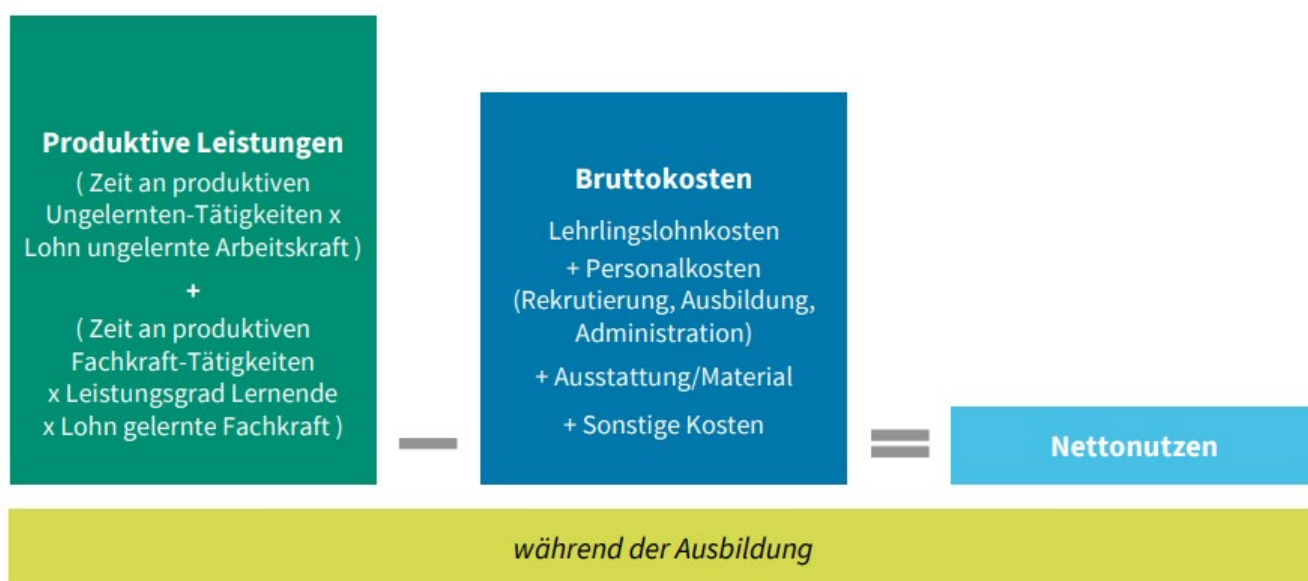 Produktive Leistungen
( Zeit an produktiven
Ungelernten-Tätigkeiten x
Lohn ungelernte Arbeitskraft )
+
( Zeit an produktiven
Fachkraft-Tätigkeiten
x Leistungsgrad Lernende
x Lohn gelernte Fachkraft )
—
Bruttokosten
Lehrlingslohnkosten
+ Personalkosten
(Rekrutierung, Ausbildung,
Administration)
+ Ausstattung/Material
+ Sonstige Kosten
=
Nettonutzen
während der Ausbildung